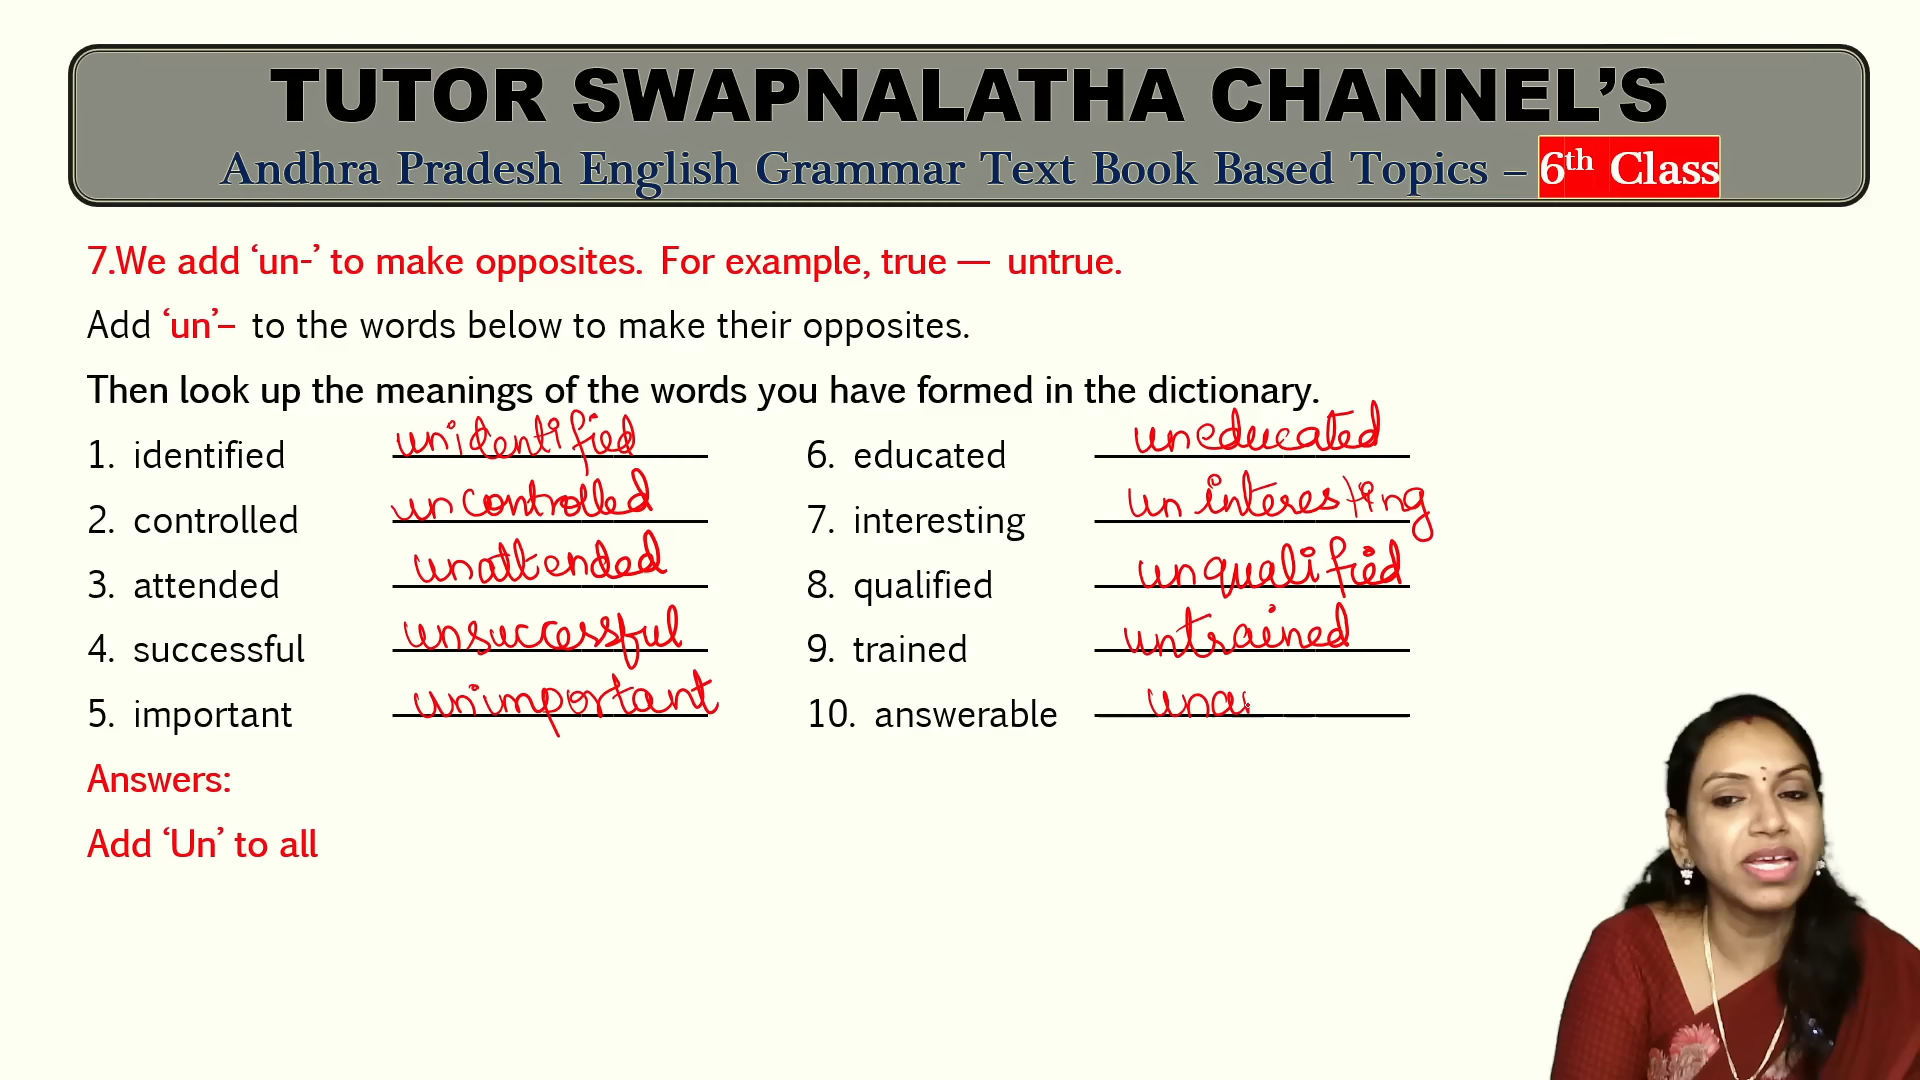 TUTOR SWAPNALATHA CHANNEL’S
Andhra Pradesh English Grammar Text Book Based Topics – 6th Class
7.We add ‘un-’ to make opposites. For example, true — untrue.
Add ‘un’– to the words below to make their opposites.
Then look up the meanings of the words you have formed in the dictionary.
1. identified unidentified 6. educated uneducated
2. controlled uncontrolled 7. interesting uninteresting
3. attended unattended 8. qualified unqualified
4. successful unsuccessful 9. trained untrained
5. important unimportant 10. answerable
Answers:
Add ‘Un’ to all